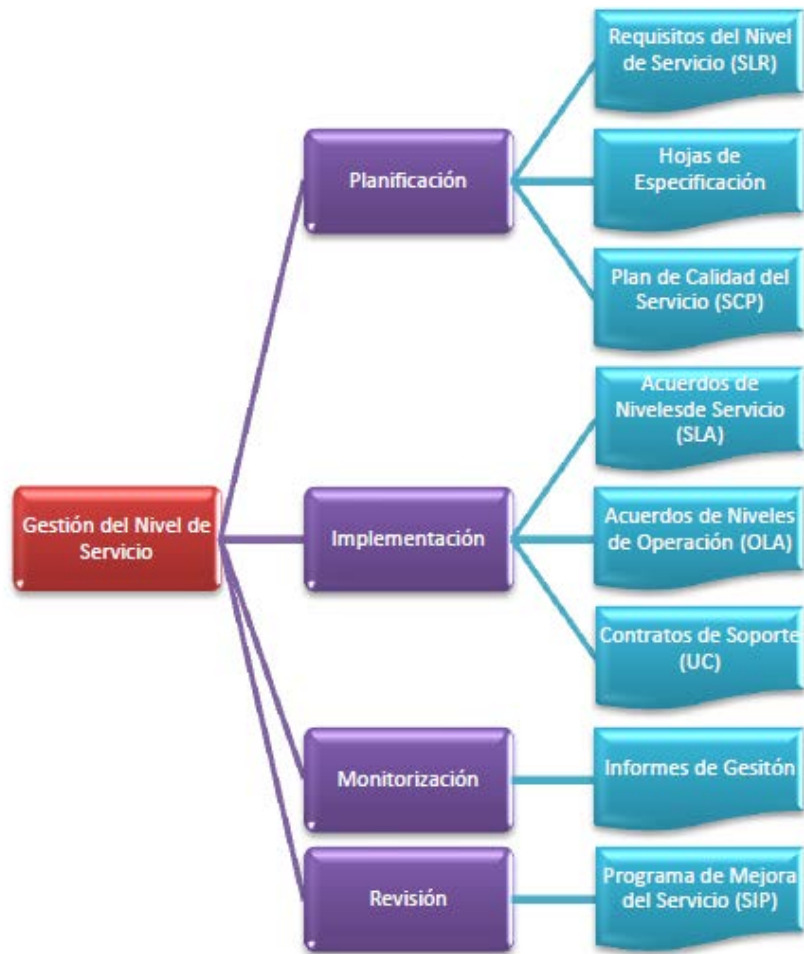 Gestión del Nivel de
Servicio
Planificación
Requisitos del Nivel
de Servicio (SLR)
Hojas de
Especificación
Plan de Calidad del
Servicio (SCP)
Implementación
Acuerdos de
Nivelesde Servicio
(SLA)
Acuerdos de Niveles
de Operación (OLA)
Contratos de Soporte
(UC)
Monitorización
Informes de Gesitón
Revisión
Programa de Mejora
del Servicio (SIP)